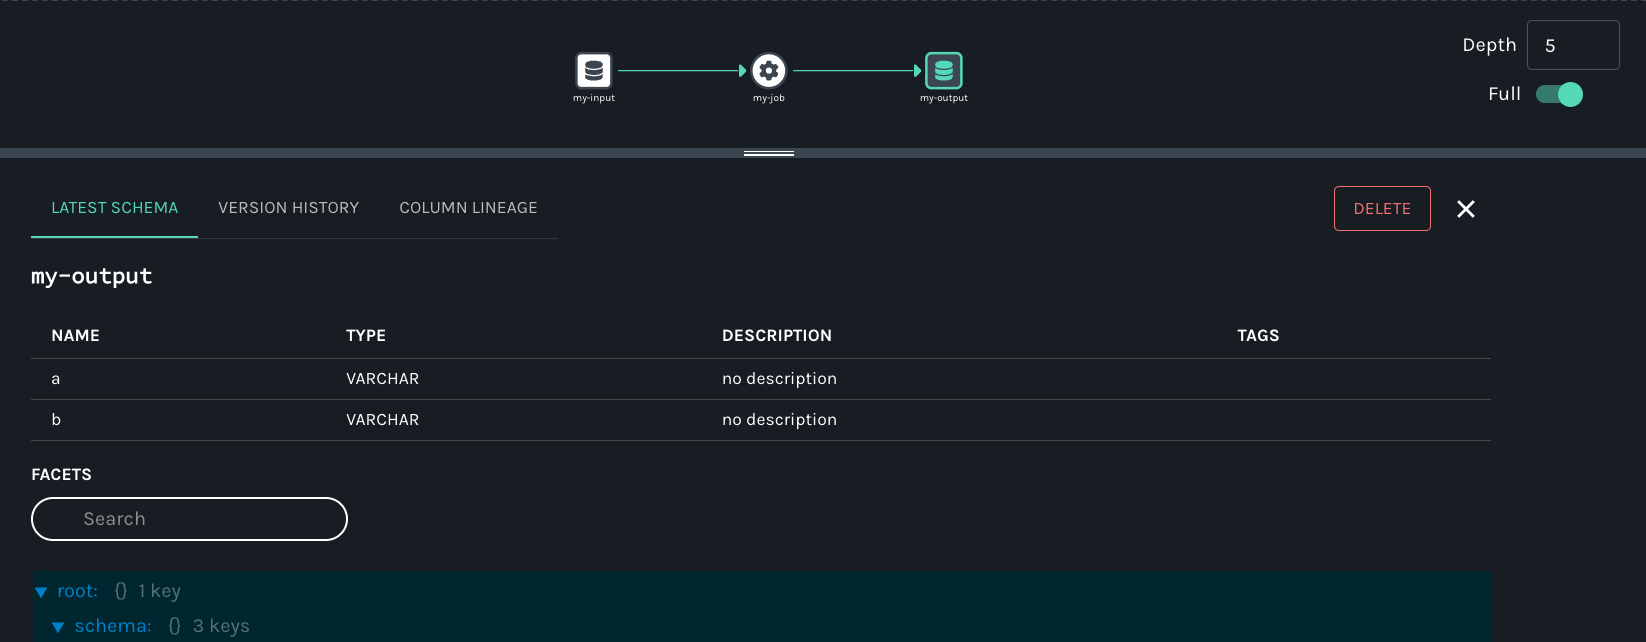 Depth 5
Full
my-input my-job my-output
LATEST SCHEMA VERSION HISTORY COLUMN LINEAGE DELETE
my-output
NAME TYPE DESCRIPTION TAGS
a VARCHAR no description
b VARCHAR no description
FACETS
Search
root: {} 1 key
schema: {} 3 keys